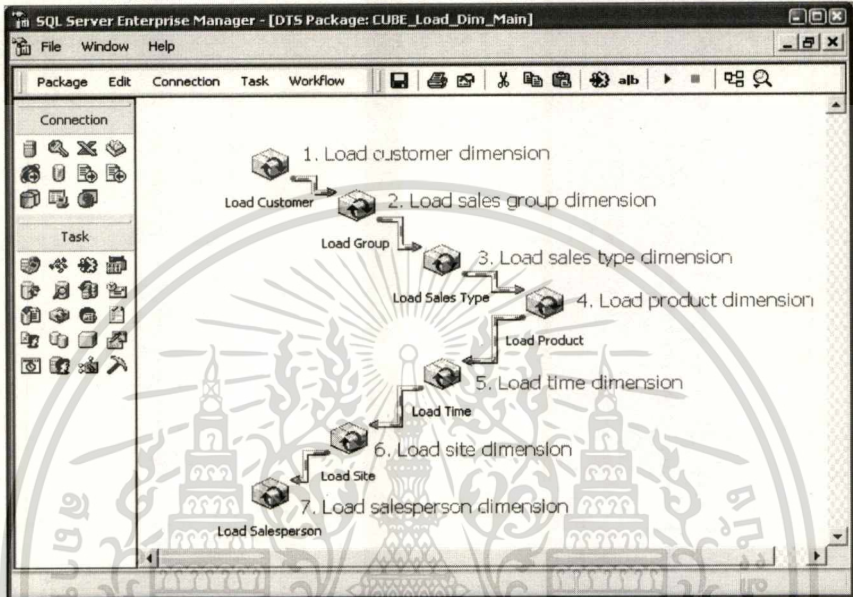 SQL Server Enterprise Manager - [DTS Package: CUBE_Load_Dim_Main]
File Window Help
Package Edit Connection Task Workflow
alb
Connection
Task
1. Load customer dimension
Load Customer
2. Load sales group dimension
Load Group
3. Load sales type dimension
Load Sales Type
4. Load product dimension
Load Product
5. Load time dimension
Load Time
6. Load site dimension
Load Site
7. Load salesperson dimension
Load Salesperson